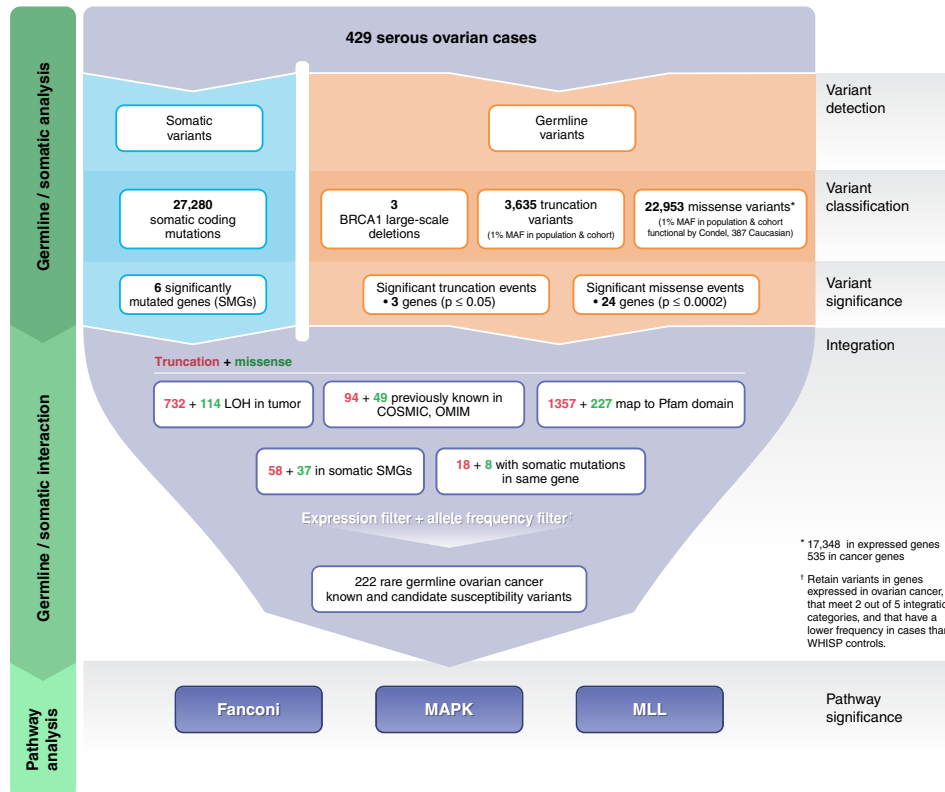 429 serous ovarian cases
Germline / somatic analysis
Variant
detection
Somatic
variants
Germline
variants
Variant
classification
27,280
somatic coding
mutations
3
BRCA1 large-scale
deletions
3,635 truncation
variants
(1% MAF in population & cohort)
22,953 missense variants*
(1% MAF in population & cohort
functional by Condel, 387 Caucasian)
Variant
significance
6 significantly
mutated genes (SMGs)
Significant truncation events
• 3 genes (p ≤ 0.05)
Significant missense events
• 24 genes (p ≤ 0.0002)
Germline / somatic interaction
Integration
Truncation + missense
732 + 114 LOH in tumor
94 + 49 previously known in
COSMIC, OMIM
1357 + 227 map to Pfam domain
58 + 37 in somatic SMGs
18 + 8 with somatic mutations
in same gene
Expression filter + allele frequency filter†
222 rare germline ovarian cancer
known and candidate susceptibility variants
* 17,348 in expressed genes
535 in cancer genes
† Retain variants in genes
expressed in ovarian cancer,
that meet 2 out of 5 integratio
categories, and that have a
lower frequency in cases than
WHISP controls.
Pathway
analysis
Fanconi
MAPK
MLL
Pathway
significance